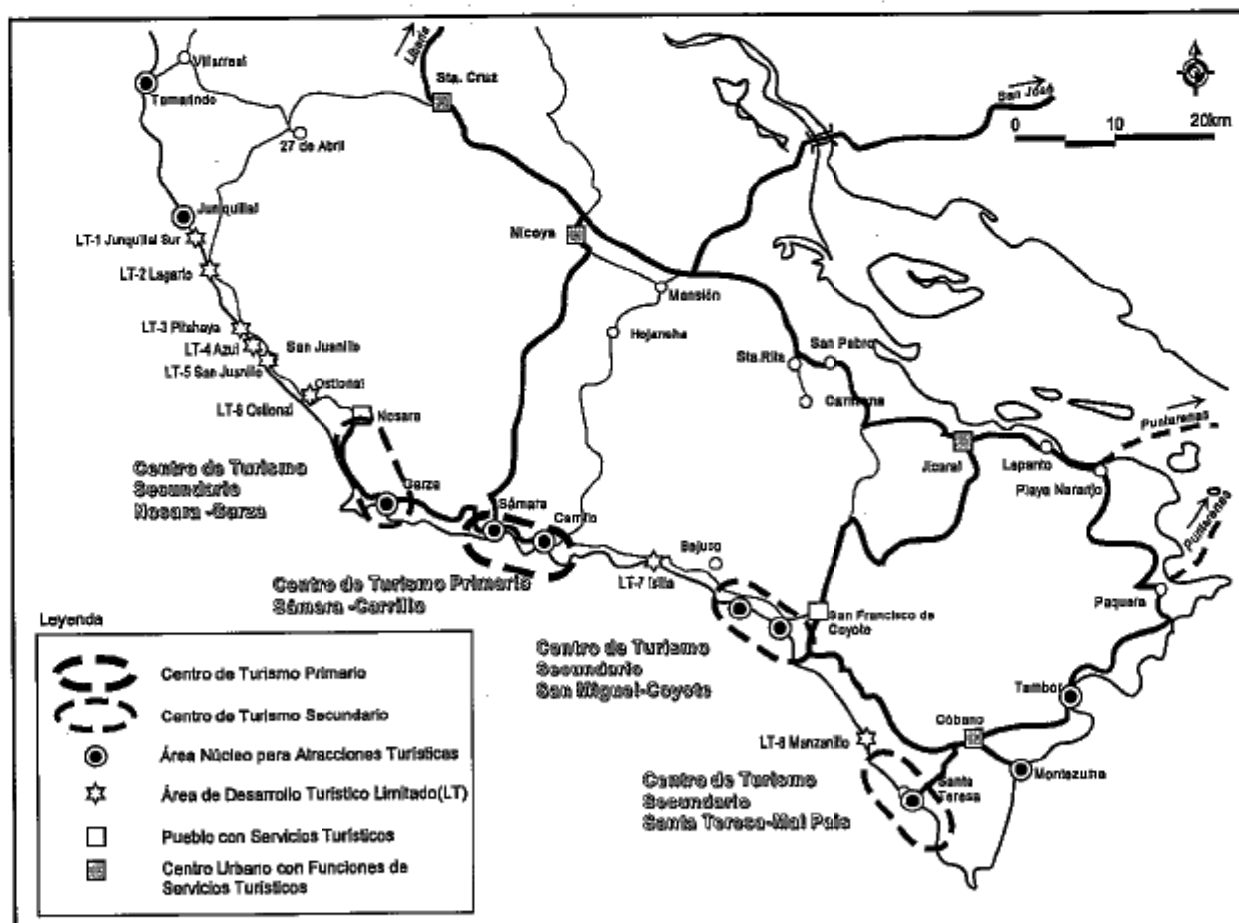 Liberia
Villarreal
Tamarindo
Sta. Cruz
San José
0 10 20km
27 de Abril
Junquillal
LT-1 Junquillal Sur
Nicoya
LT-2 Lagarto
Mansión
Hojancha
LT-3 Pitahaya
LT-4 Azul
San Juanillo
LT-5 San Juanillo
Sta. Rita
San Pablo
Ostional
LT-6 Ostional
Carmona
Nosara
Puntarenas
Jicaral
Lepanto
Playa Naranjo
Centro de Turismo
Secundario
Nosara -Garza
Garza
Sámara
Carrillo
Puntarenas
Bejuco
LT-7 Islita
Centro de Turismo Primario
Sámara -Carrillo
Paquera
San Francisco de
Coyote
Centro de Turismo
Secundario
San Miguel-Coyote
Tambor
Cóbano
LT-8 Manzanillo
Montezuma
Santa
Teresa
Centro de Turismo
Secundario
Santa Teresa-Mal País
Leyenda
Centro de Turismo Primario
Centro de Turismo Secundario
Área Núcleo para Atracciones Turísticas
Área de Desarrollo Turístico Limitado(LT)
Pueblo con Servicios Turísticos
Centro Urbano con Funciones de
Servicios Turísticos